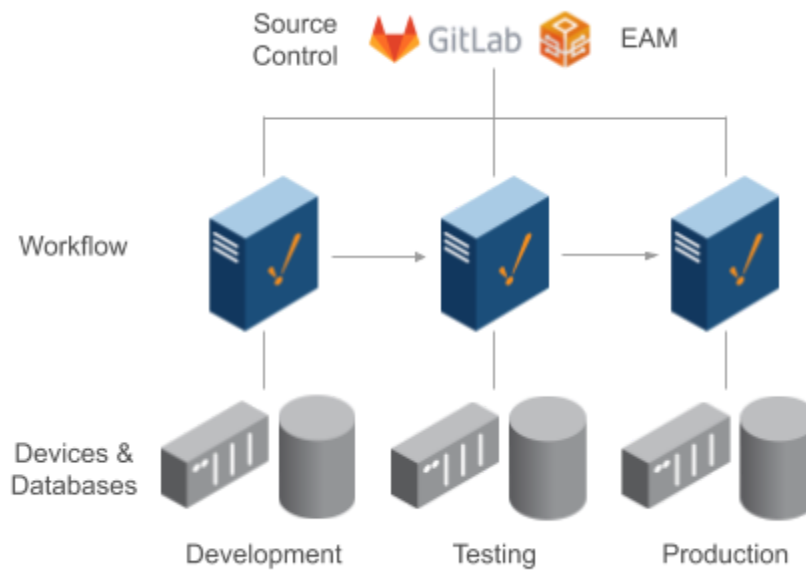 Source
Control
GitLab
EAM
Workflow
Devices &
Databases
Development
Testing
Production